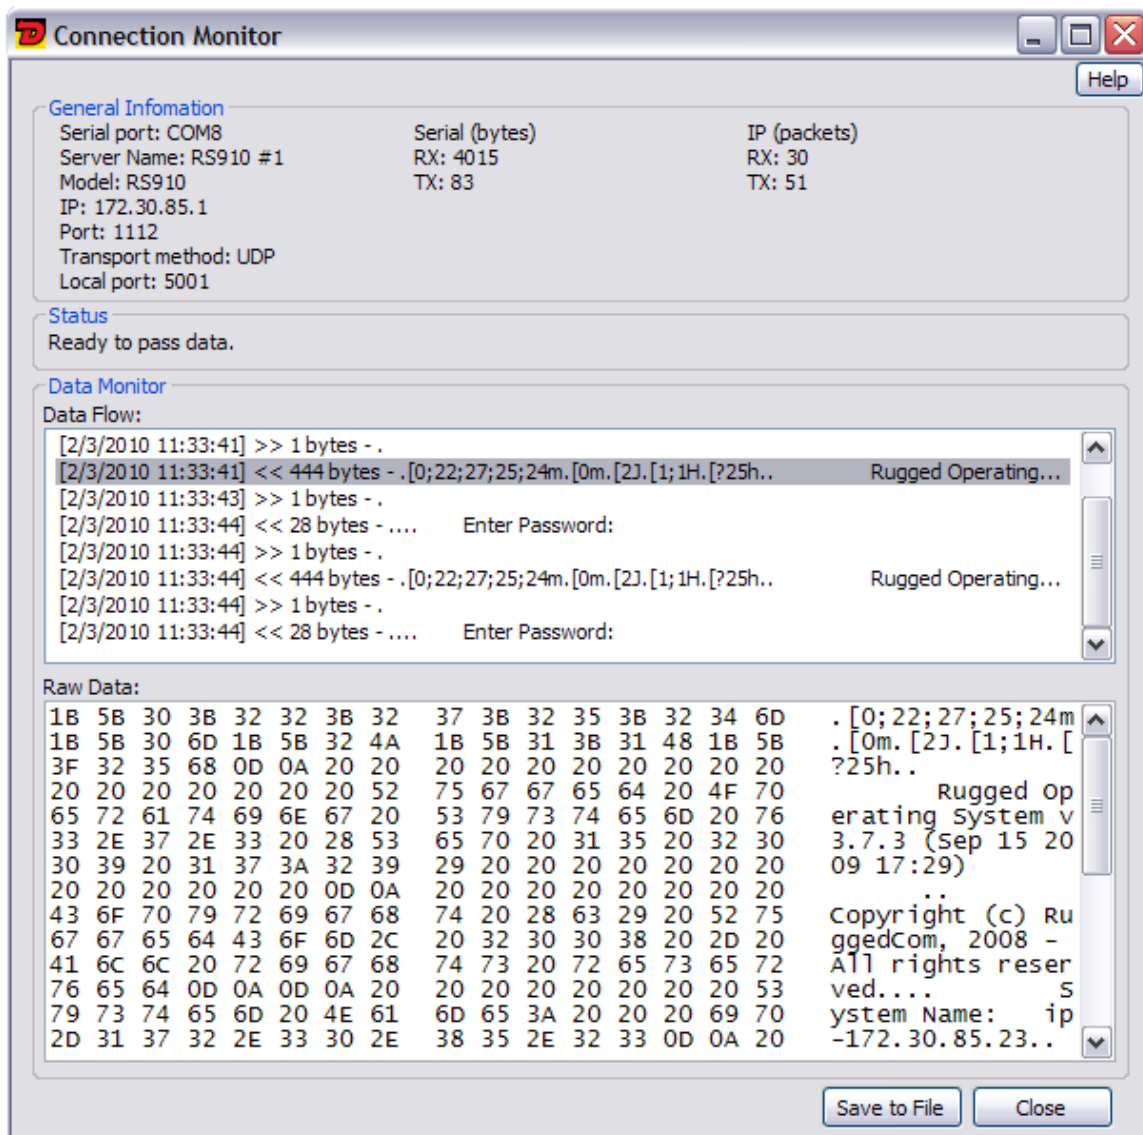 Connection Monitor
Help
General Infomation
Serial port: COM8 Serial (bytes) IP (packets)
Server Name: RS910 #1 RX: 4015 RX: 30
Model: RS910 TX: 83 TX: 51
IP: 172.30.85.1
Port: 1112
Transport method: UDP
Local port: 5001
Status
Ready to pass data.
Data Monitor
Data Flow:
[2/3/2010 11:33:41] >> 1 bytes - .
[2/3/2010 11:33:41] << 444 bytes - .[0;22;27;25;24m.[0m.[2J.[1;1H.[?25h.. Rugged Operating...
[2/3/2010 11:33:43] >> 1 bytes - .
[2/3/2010 11:33:44] << 28 bytes - .... Enter Password:
[2/3/2010 11:33:44] >> 1 bytes - .
[2/3/2010 11:33:44] << 444 bytes - .[0;22;27;25;24m.[0m.[2J.[1;1H.[?25h.. Rugged Operating...
[2/3/2010 11:33:44] >> 1 bytes - .
[2/3/2010 11:33:44] << 28 bytes - .... Enter Password:
Raw Data:
1B 5B 30 3B 32 32 3B 32 37 3B 32 35 3B 32 34 6D .[0;22;27;25;24m
1B 5B 30 6D 1B 5B 32 4A 1B 5B 31 3B 31 48 1B 5B .[0m.[2J.[1;1H.[
3F 32 35 68 0D 0A 20 20 20 20 20 20 20 20 20 20 ?25h..
20 20 20 20 20 20 20 52 75 67 67 65 64 20 4F 70 Rugged Op
65 72 61 74 69 6E 67 20 53 79 73 74 65 6D 20 76 erating System v
33 2E 37 2E 33 20 28 53 65 70 20 31 35 20 32 30 3.7.3 (Sep 15 20
30 39 20 31 37 3A 32 39 29 20 20 20 20 20 20 20 09 17:29)
20 20 20 20 20 20 0D 0A 20 20 20 20 20 20 20 20 ..
43 6F 70 79 72 69 67 68 74 20 28 63 29 20 52 75 Copyright (c) Ru
67 67 65 64 43 6F 6D 2C 20 32 30 30 38 20 2D 20 ggedCom, 2008 -
41 6C 6C 20 72 69 67 68 74 73 20 72 65 73 65 72 All rights reser
76 65 64 0D 0A 0D 0A 20 20 20 20 20 20 20 20 53 ved.... S
79 73 74 65 6D 20 4E 61 6D 65 3A 20 20 20 69 70 ystem Name: ip
2D 31 37 32 2E 33 30 2E 38 35 2E 32 33 0D 0A 20 -172.30.85.23..
Save to File Close